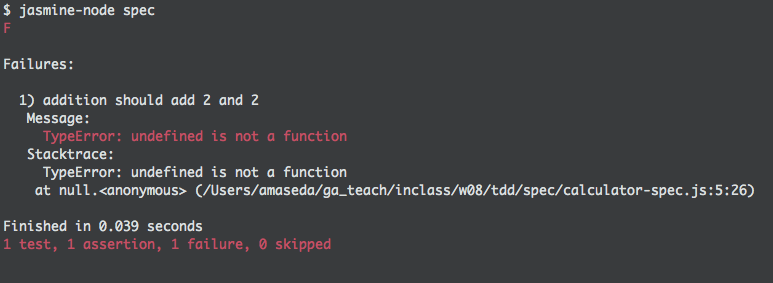 $ jasmine-node spec
F
Failures:
1) addition should add 2 and 2
Message:
TypeError: undefined is not a function
Stacktrace:
TypeError: undefined is not a function
at null.<anonymous> (/Users/amaseda/ga_teach/inclass/w08/tdd/spec/calculator-spec.js:5:26)
Finished in 0.039 seconds
1 test, 1 assertion, 1 failure, 0 skipped